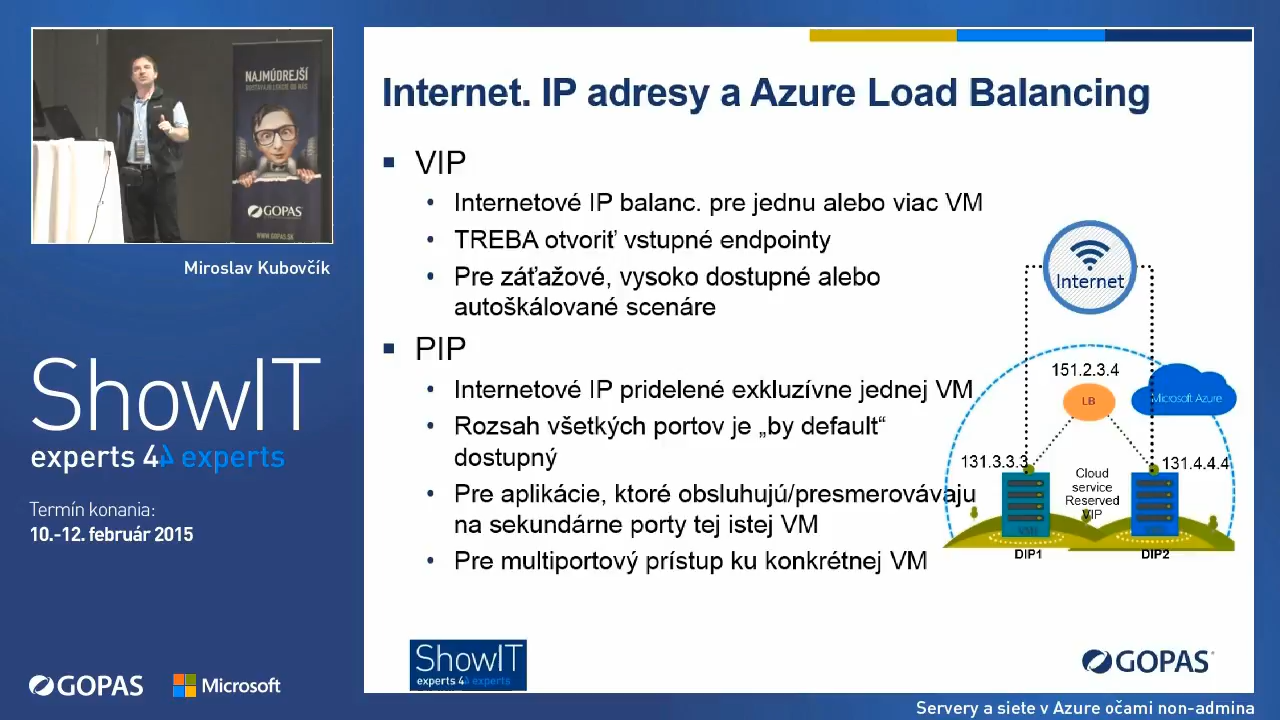 NAJMÚDREJŠÍ
GOPAS
WWW.GOPAS.SK
Miroslav Kubovčík
ShowIT
experts 4 experts
Termín konania:
10.-12. február 2015
GOPAS
Microsoft
Internet. IP adresy a Azure Load Balancing
VIP
Internetové IP balanc. pre jednu alebo viac VM
TREBA otvoriť vstupné endpointy
Pre záťažové, vysoko dostupné alebo
autoškálované scenáre
PIP
Internetové IP pridelené exkluzívne jednej VM
Rozsah všetkých portov je „by default“
dostupný
Pre aplikácie, ktoré obsluhujú/presmerovávaju
na sekundárne porty tej istej VM
Pre multiportový prístup ku konkrétnej VM
Internet
151.2.3.4
LB
Microsoft Azure
131.3.3.3
131.4.4.4
Cloud
service
Reserved
VIP
DIP1
DIP2
ShowIT
experts 4 experts
GOPAS
Servery a siete v Azure očami non-admina